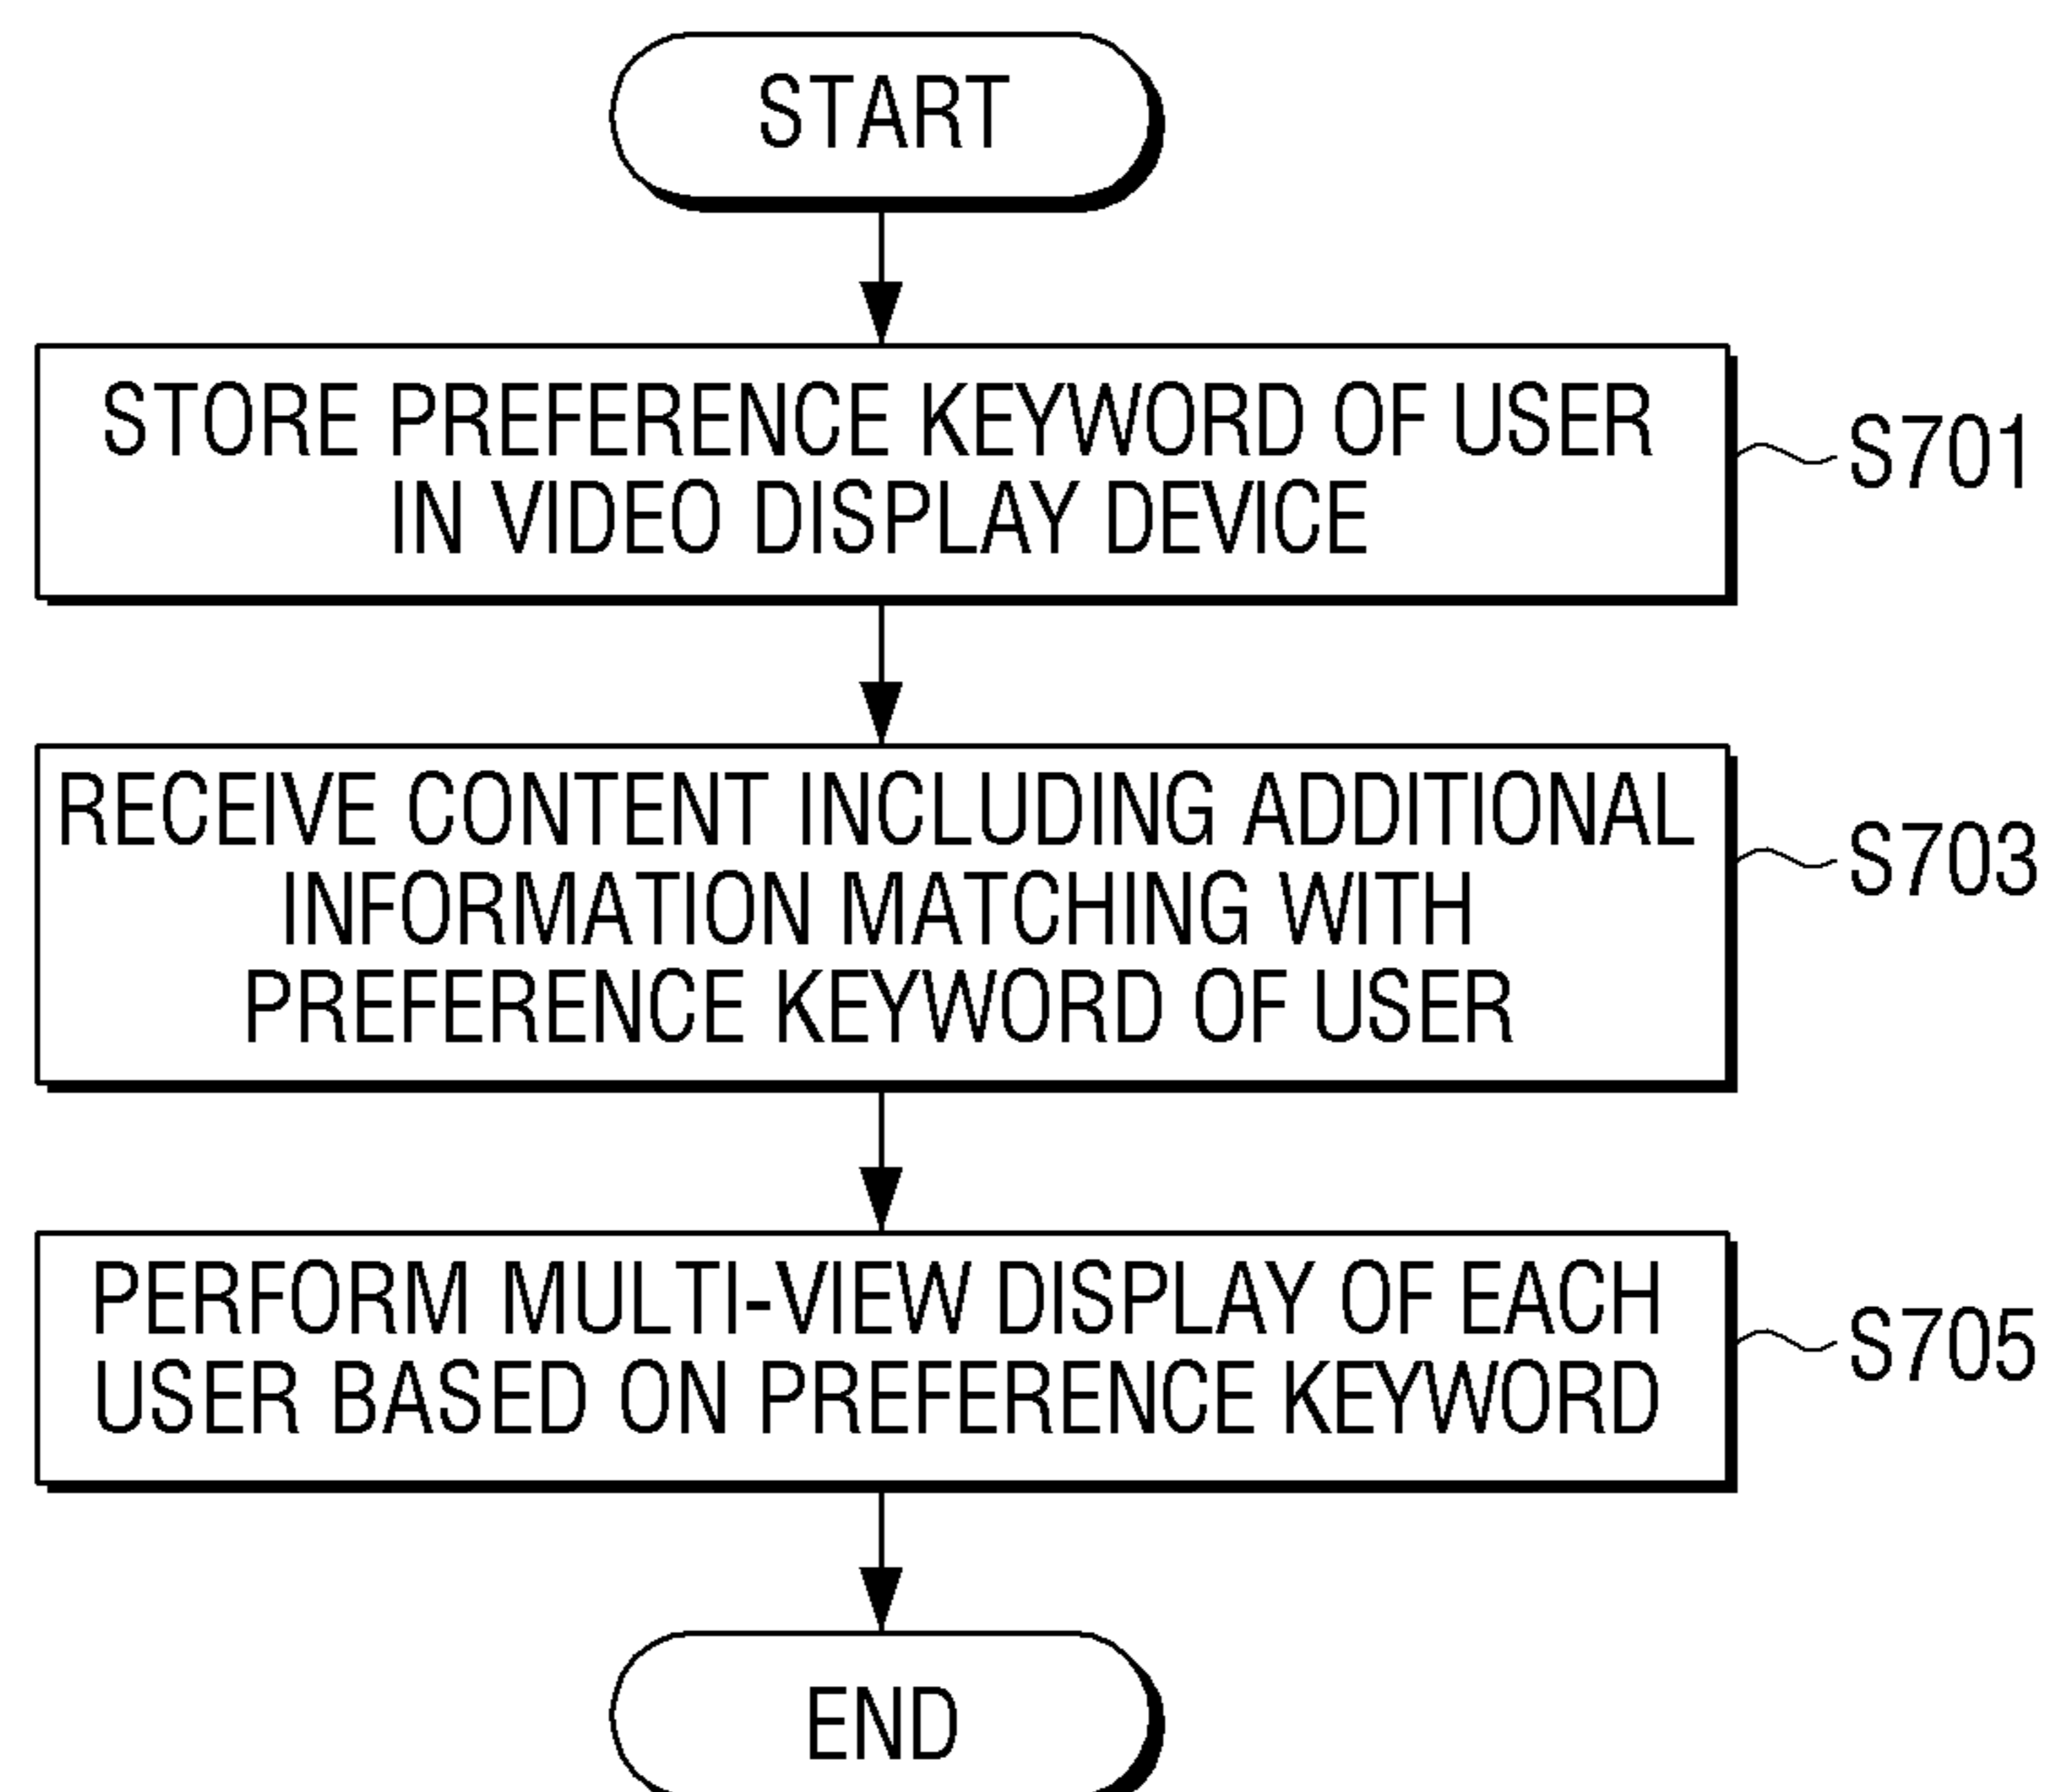 START
STORE PREFERENCE KEYWORD OF USER
IN VIDEO DISPLAY DEVICE
S701
RECEIVE CONTENT INCLUDING ADDITIONAL
INFORMATION MATCHING WITH
PREFERENCE KEYWORD OF USER
S703
PERFORM MULTI-VIEW DISPLAY OF EACH
USER BASED ON PREFERENCE KEYWORD
S705
END